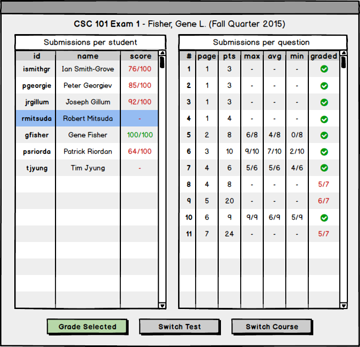 CSC 101 Exam 1 - Fisher, Gene L. (Fall Quarter 2015)
Submissions per student
id name score
ismithgr Ian Smith-Grove 76/100
pgeorgie Peter Georgiev 85/100
jrgillum Joseph Gillum 92/100
rmitsuda Robert Mitsuda -
gfisher Gene Fisher 100/100
psriorda Patrick Riordan 64/100
tjyung Tim Jyung -
Submissions per question
# page pts max avg min graded
1 1 3 - - -
2 1 3 - - -
3 1 3 - - -
4 1 4 - - -
5 2 8 6/8 4/8 0/8
6 3 10 9/10 7/10 2/10
7 4 6 5/6 4/6 3/6
8 4 8 - - - 5/7
9 5 20 - - - 6/7
10 6 9 9/9 6/9 5/9
11 7 24 - - - 5/7
Grade Selected Switch Test Switch Course